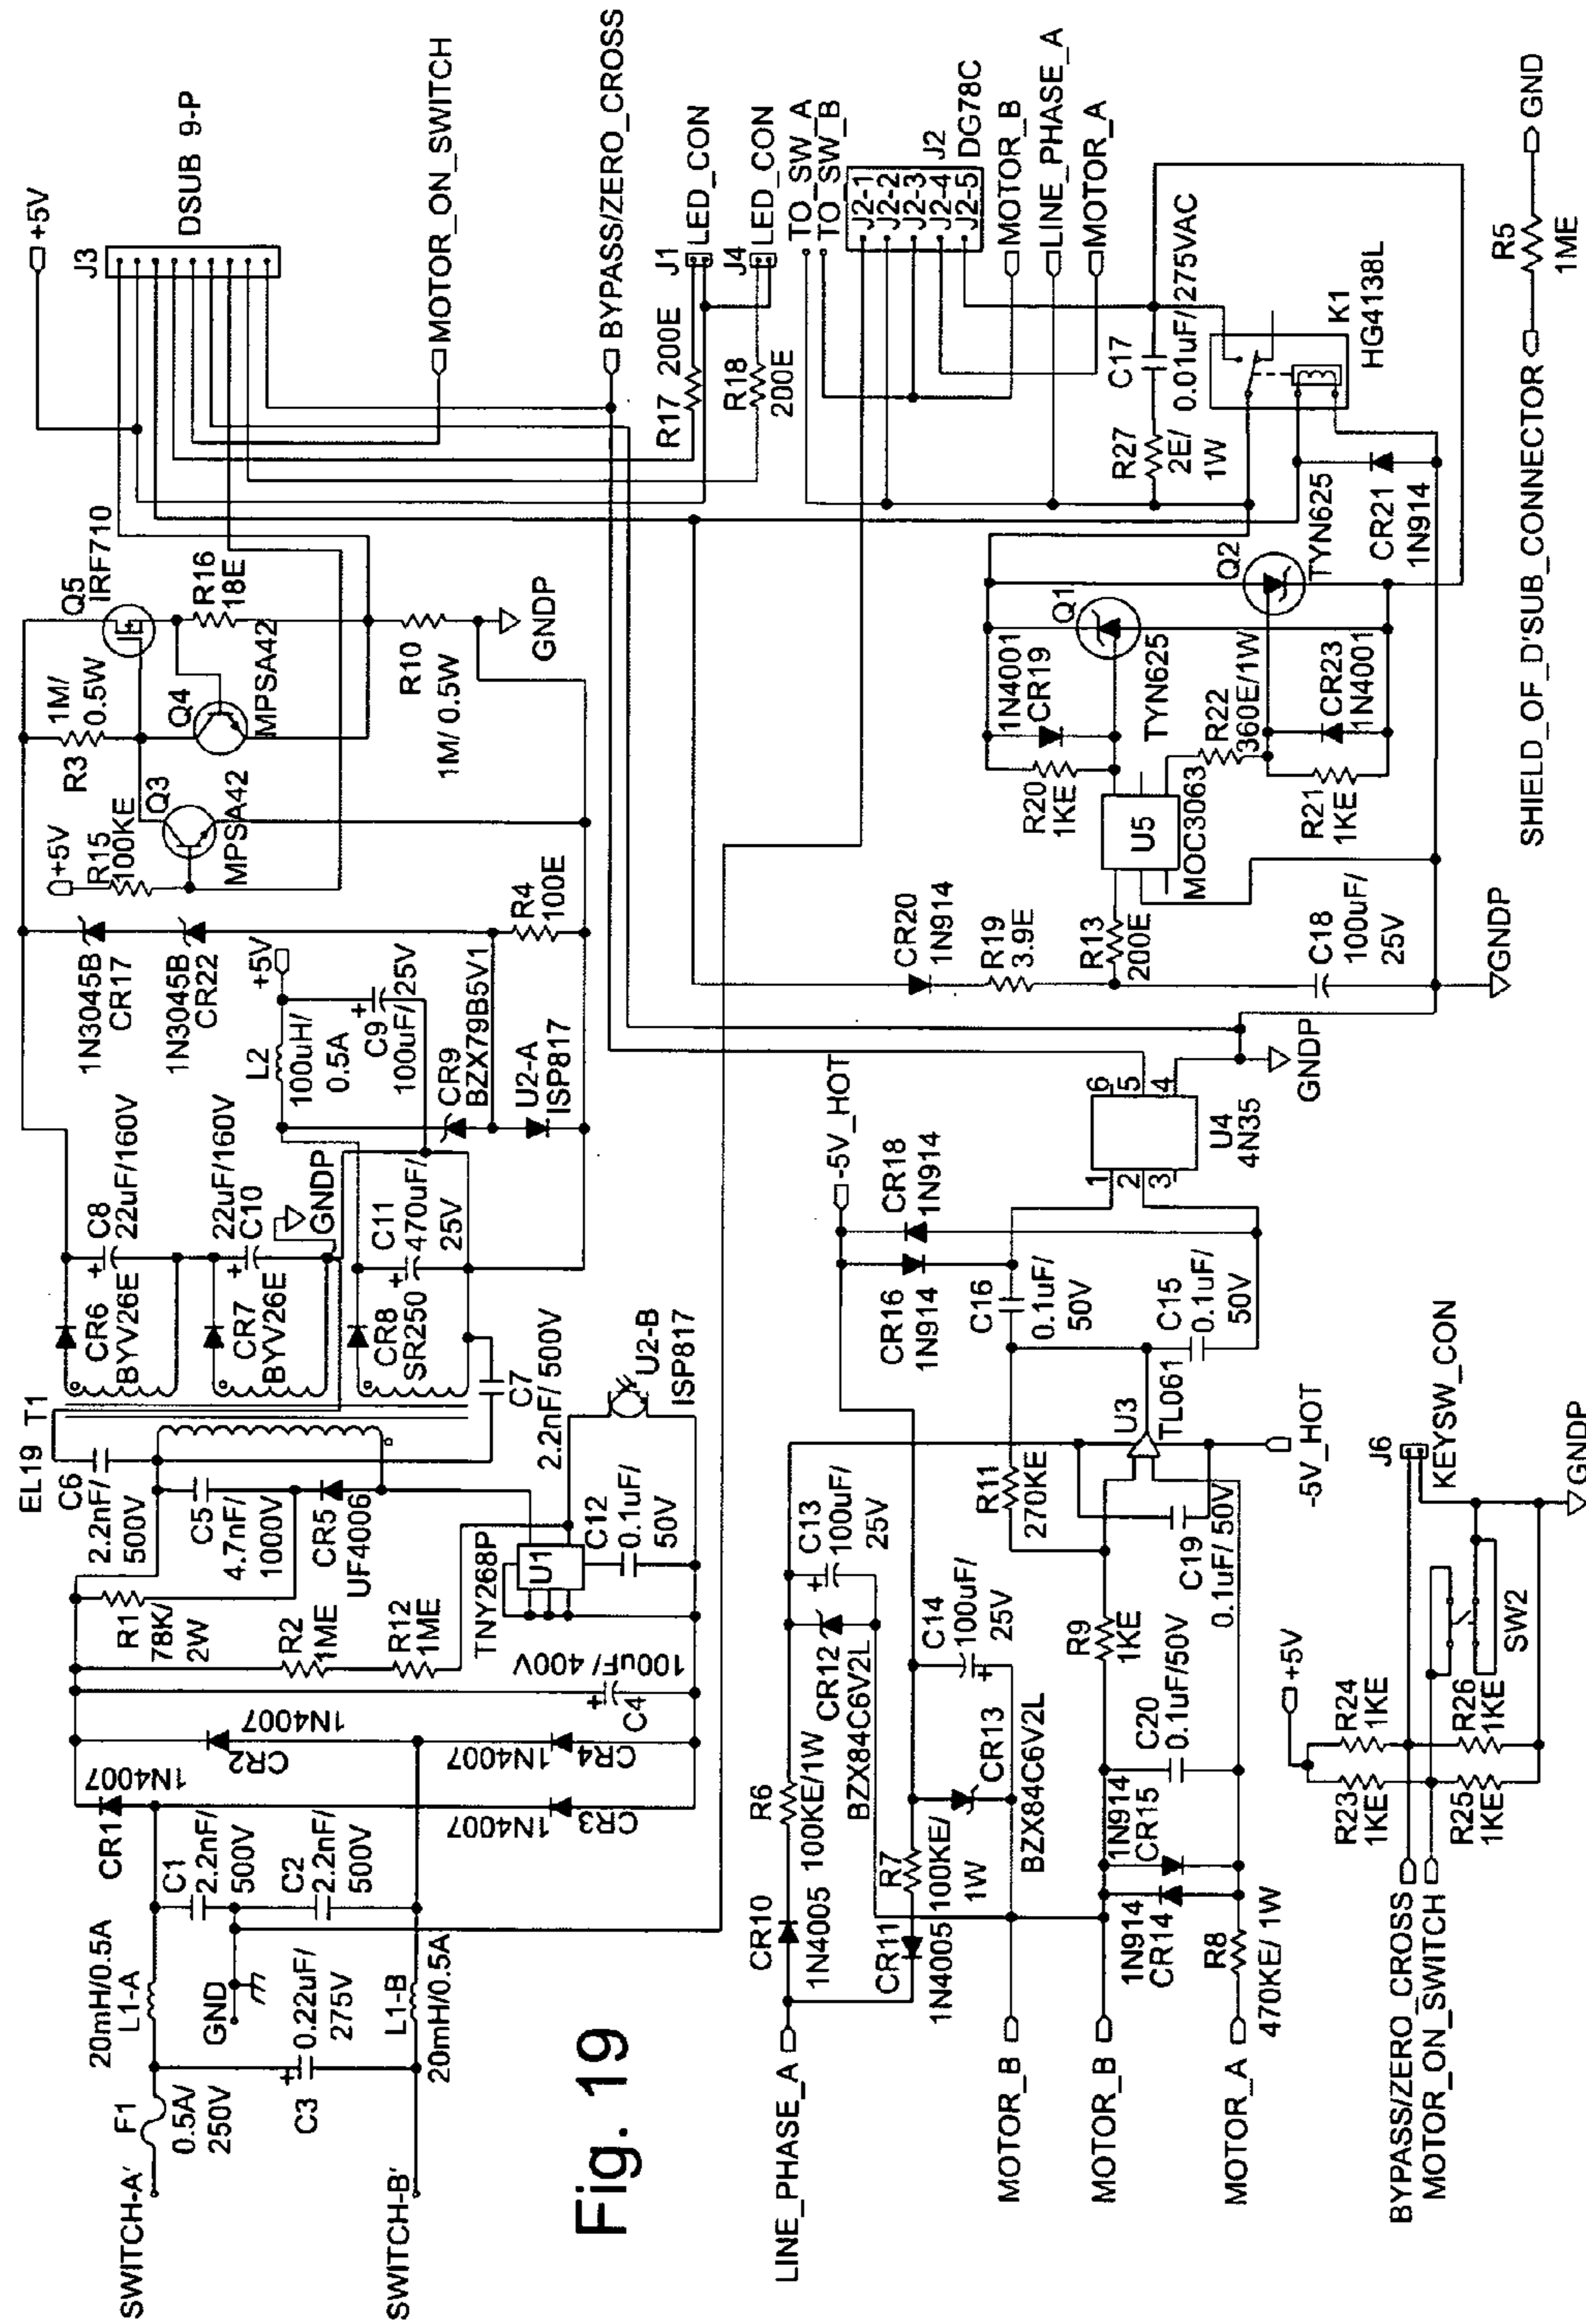 Fig. 19
SWITCH-A'
F1
0.5A/
250V
20mH/0.5A
L1-A
GND
C3
0.22uF/
275V
L1-B
20mH/0.5A
SWITCH-B'
C1
2.2nF/
500V
C2
2.2nF/
500V
CR1
1N4007
CR2
1N4007
1N4007
CR3
1N4007
CR4
C4
100uF/400V
R1
78K/
2W
R2
1ME
R12
1ME
EL19 T1
C6
2.2nF/
500V
C5
4.7nF/
1000V
CR5
UF4006
TNY268P
U1
C12
0.1uF/
50V
C7
2.2nF/500V
U2-B
ISP817
CR6
BYV26E
C8
22uF/160V
CR7
BYV26E
22uF/160V
C10
GNDP
CR8
SR250
C11
470uF/
25V
1N3045B
CR17
1N3045B
CR22
L2
100uH/
0.5A
+5V
C9
100uF/25V
CR9
BZX79B5V1
U2-A
ISP817
R4
100E
+5V
R15
100KE
Q3
MPSA42
R3
1M/
0.5W
Q4
MPSA42
Q5
IRF710
R16
18E
R10
1M/0.5W
GNDP
+5V
J3
DSUB 9-P
MOTOR_ON_SWITCH
BYPASS/ZERO_CROSS
R17 200E
J1
LED_CON
R18
200E
J4
LED_CON
TO_SW_A
TO_SW_B
J2-1
J2-2
J2-3
J2-4
J2-5
J2
DG78C
MOTOR_B
LINE_PHASE_A
MOTOR_A
C17
0.01uF/275VAC
R27
2E/
1W
K1
HG4138L
CR21
1N914
Q2
TYN625
Q1
TYN625
1N4001
CR19
R20
1KE
U5
MOC3063
R22
360E/1W
CR23
1N4001
R21
1KE
CR20
1N914
R19
3.9E
R13
200E
C18
100uF/
25V
GNDP
GNDP
SHIELD_OF_D'SUB_CONNECTOR
R5
1ME
GND
LINE_PHASE_A
CR10
1N4005
R6
100KE/1W
CR11
1N4005
R7
100KE/
1W
CR12
BZX84C6V2L
C13
100uF/
25V
C14
100uF/
25V
CR13
BZX84C6V2L
MOTOR_B
MOTOR_B
MOTOR_A
1N914
CR14
1N914
CR15
R8
470KE/1W
C20
0.1uF/50V
R9
1KE
R11
270KE
C19
0.1uF/50V
U3
TL061
-5V_HOT
-5V_HOT
CR16
1N914
CR18
1N914
C16
0.1uF/
50V
C15
0.1uF/
50V
1
2
3
6
5
4
U4
4N35
BYPASS/ZERO_CROSS
MOTOR_ON_SWITCH
+5V
R23
1KE
R24
1KE
R25
1KE
R26
1KE
SW2
J6
KEYSW_CON
GNDP